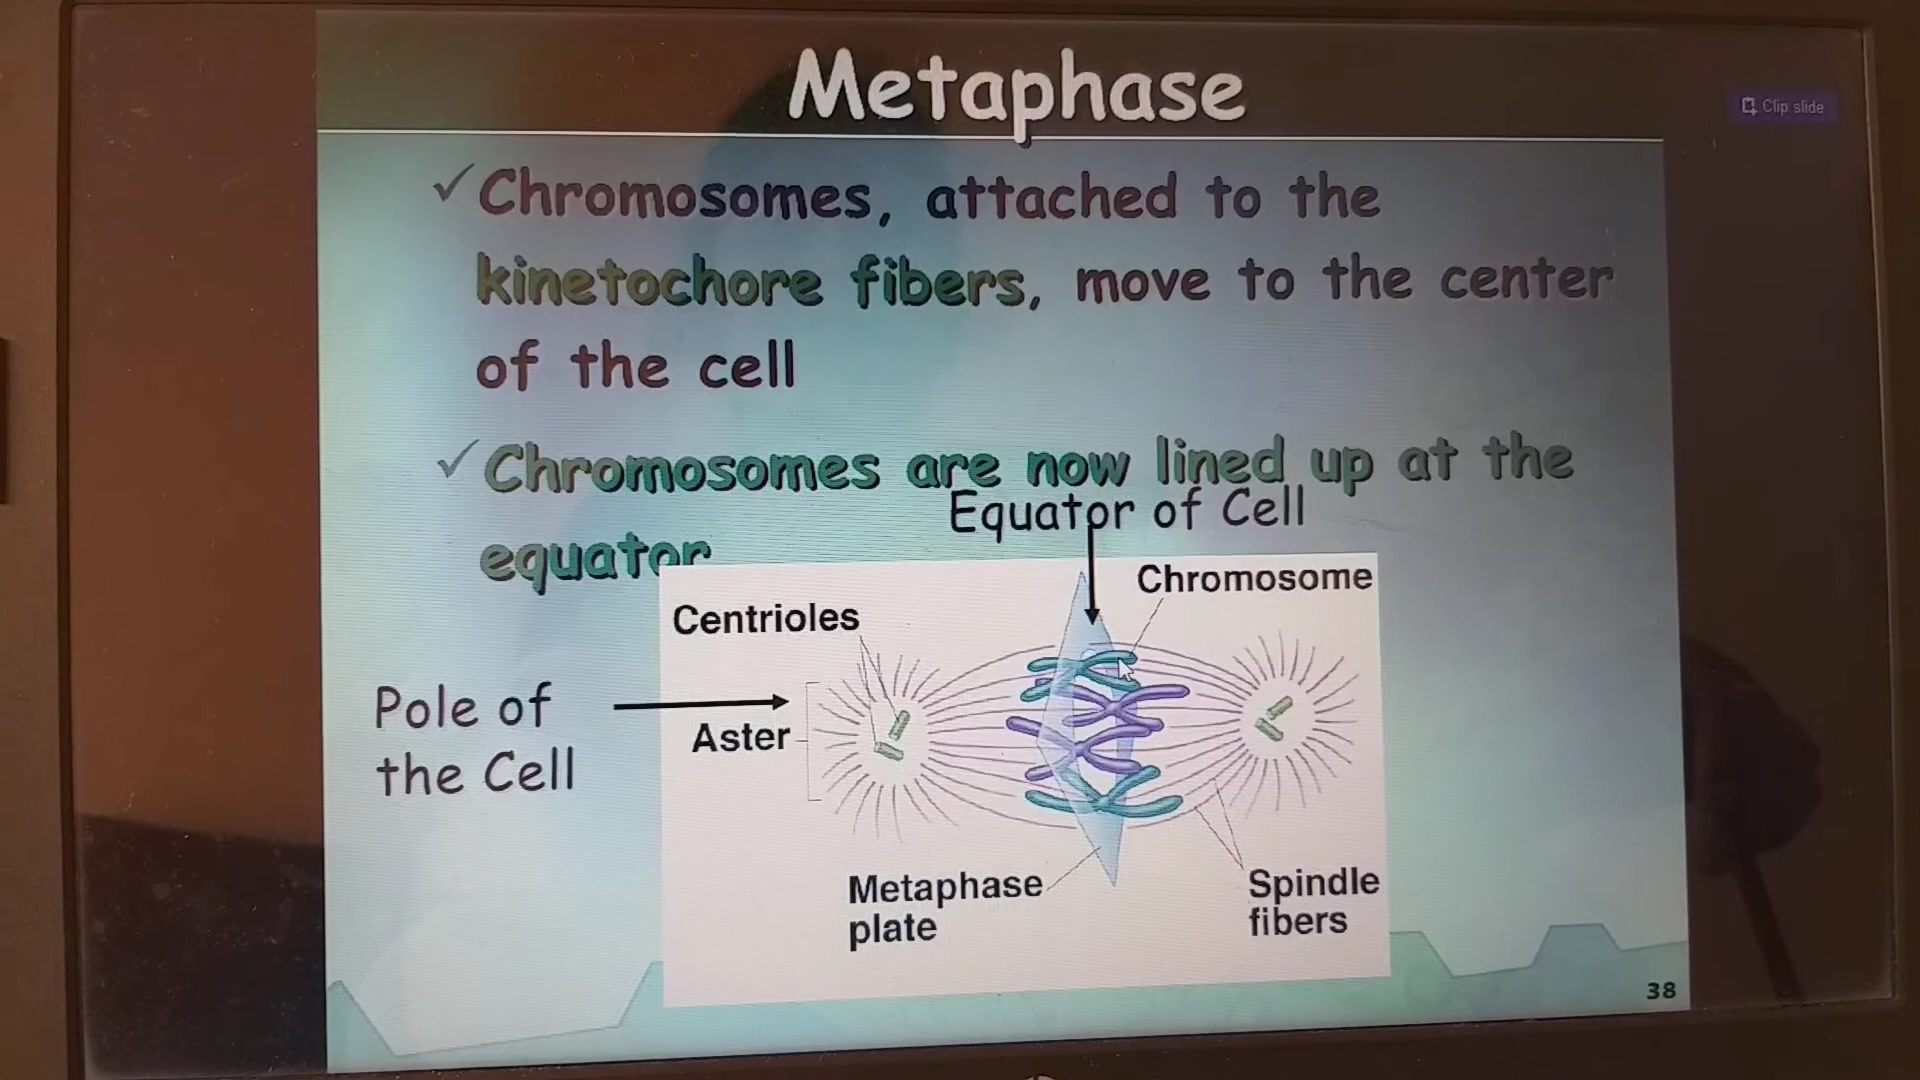 Metaphase
Clip slide
✓Chromosomes, attached to the
kinetochore fibers, move to the center
of the cell
✓Chromosomes are now lined up at the
equator
Equator of Cell
Chromosome
Centrioles
Pole of
the Cell
Aster
Metaphase
plate
Spindle
fibers
38